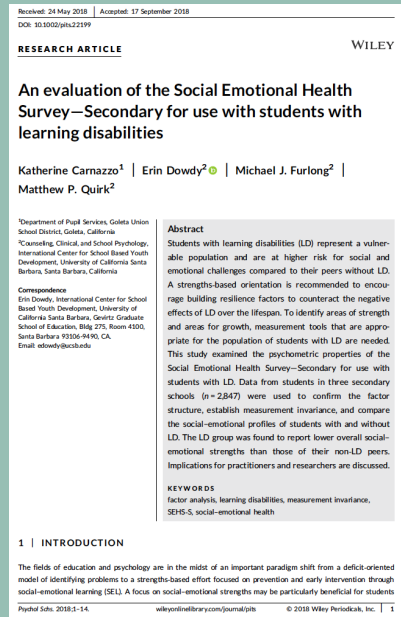 Received: 24 May 2018 | Accepted: 17 September 2018
DOI: 10.1002/pits.22199
RESEARCH ARTICLE
WILEY
An evaluation of the Social Emotional Health
Survey—Secondary for use with students with
learning disabilities
Katherine Carnazzo¹ | Erin Dowdy² | Michael J. Furlong² |
Matthew P. Quirk²
¹Department of Pupil Services, Goleta Union
School District, Goleta, California
²Counseling, Clinical, and School Psychology,
International Center for School Based Youth
Development, University of California Santa
Barbara, Santa Barbara, California
Correspondence
Erin Dowdy, International Center for School
Based Youth Development, University of
California Santa Barbara, Gevirtz Graduate
School of Education, Bldg 275, Room 4100,
Santa Barbara 93106-9490, CA.
Email: edowdy@ucsb.edu
Abstract
Students with learning disabilities (LD) represent a vulner-
able population and are at higher risk for social and
emotional challenges compared to their peers without LD.
A strengths-based orientation is recommended to encou-
rage building resilience factors to counteract the negative
effects of LD over the lifespan. To identify areas of strength
and areas for growth, measurement tools that are appro-
priate for the population of students with LD are needed.
This study examined the psychometric properties of the
Social Emotional Health Survey—Secondary for use with
students with LD. Data from students in three secondary
schools (n = 2,847) were used to confirm the factor
structure, establish measurement invariance, and compare
the social–emotional profiles of students with and without
LD. The LD group was found to report lower overall social–
emotional strengths than those of their non-LD peers.
Implications for practitioners and researchers are discussed.
KEYWORDS
factor analysis, learning disabilities, measurement invariance,
SEHS-S, social–emotional health
1 | INTRODUCTION
The fields of education and psychology are in the midst of an important paradigm shift from a deficit-oriented
model of identifying problems to a strengths-based effort focused on prevention and early intervention through
social–emotional learning (SEL). A focus on social–emotional strengths may be particularly beneficial for students
Psychol Schs. 2018;1–14.
wileyonlinelibrary.com/journal/pits
© 2018 Wiley Periodicals, Inc. | 1